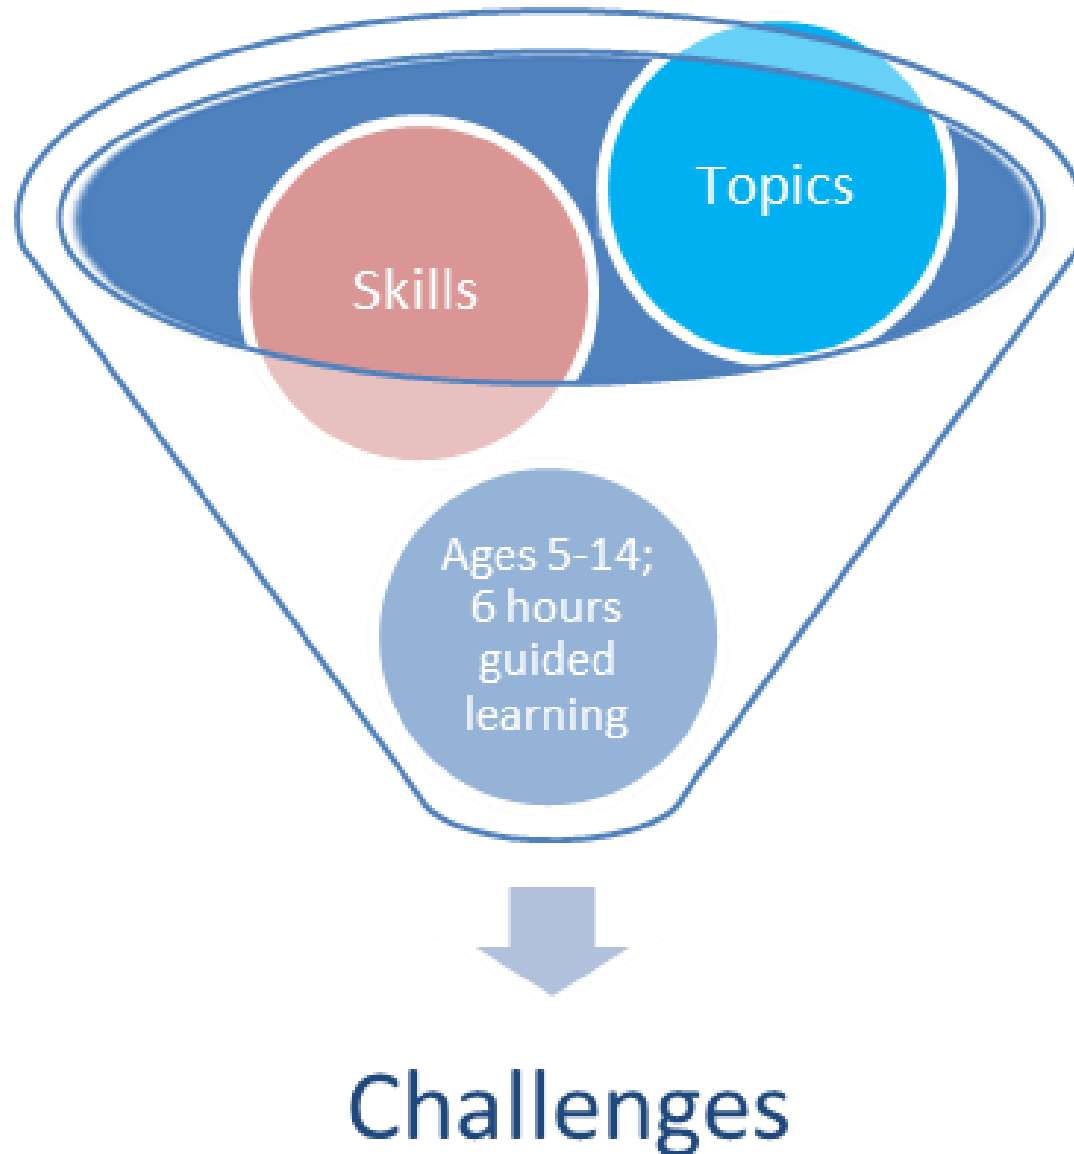 Topics
Skills
Ages 5-14;
6 hours
guided
learning
Challenges